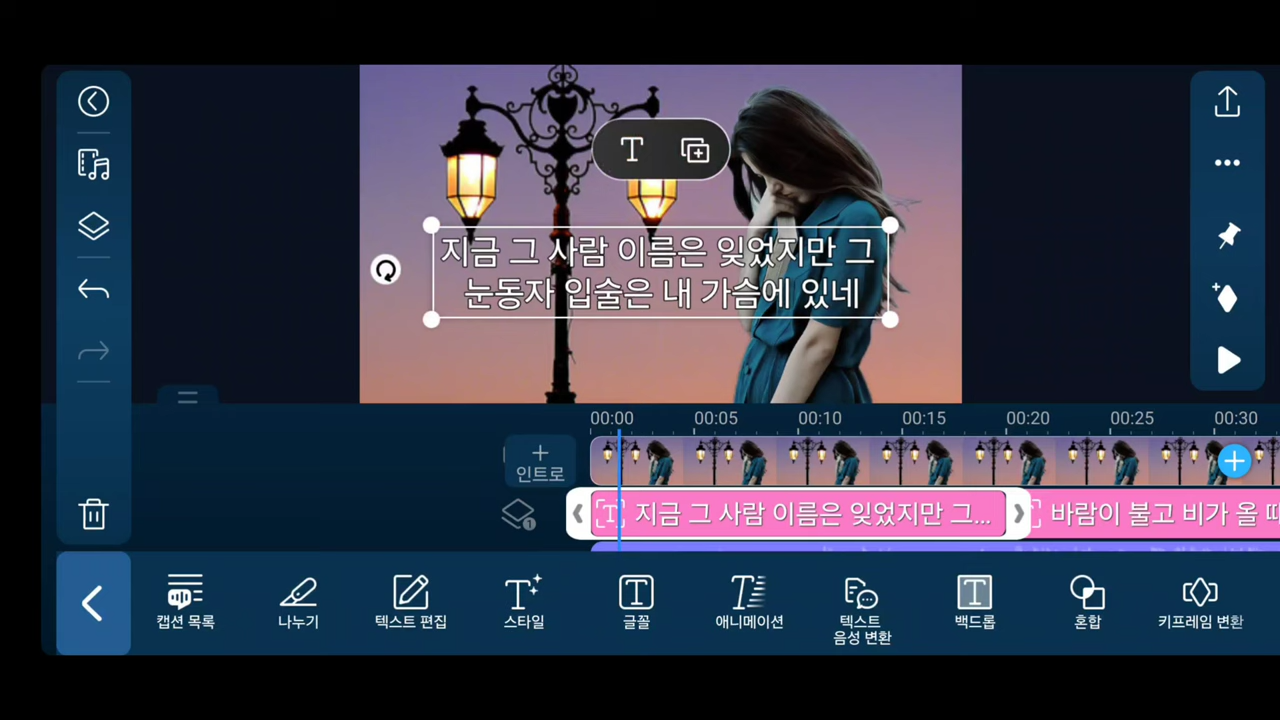 지금 그 사람 이름은 잊었지만 그
눈동자 입술은 내 가슴에 있네
00:00 00:05 00:10 00:15 00:20 00:25 00:30
인트로
1
지금 그 사람 이름은 잊었지만 그...
바람이 불고 비가 올
캡션 목록
나누기
텍스트 편집
스타일
글꼴
애니메이션
텍스트
음성 변환
백드롭
혼합
키프레임 변환